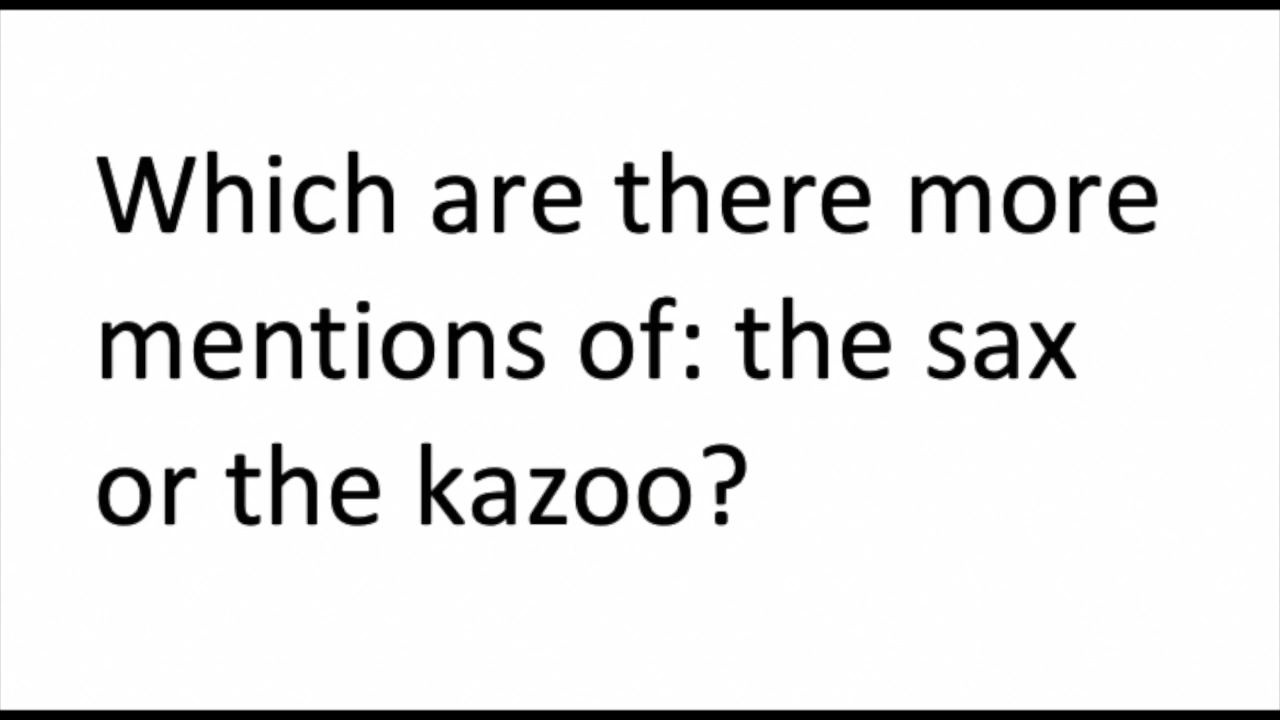 Which are there more
mentions of: the sax
or the kazoo?